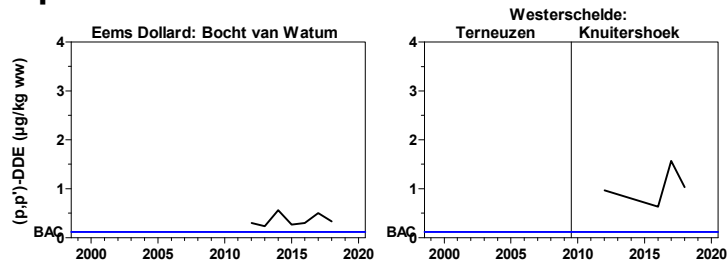 Westerschelde:
Eems Dollard: Bocht van Watum
Terneuzen Knuitershoek
(p,p')-DDE (µg/kg ww)
4
3
2
1
BAC
0
2000 2005 2010 2015 2020
4
3
2
1
BAC
0
2000 2005 2010 2015 2020